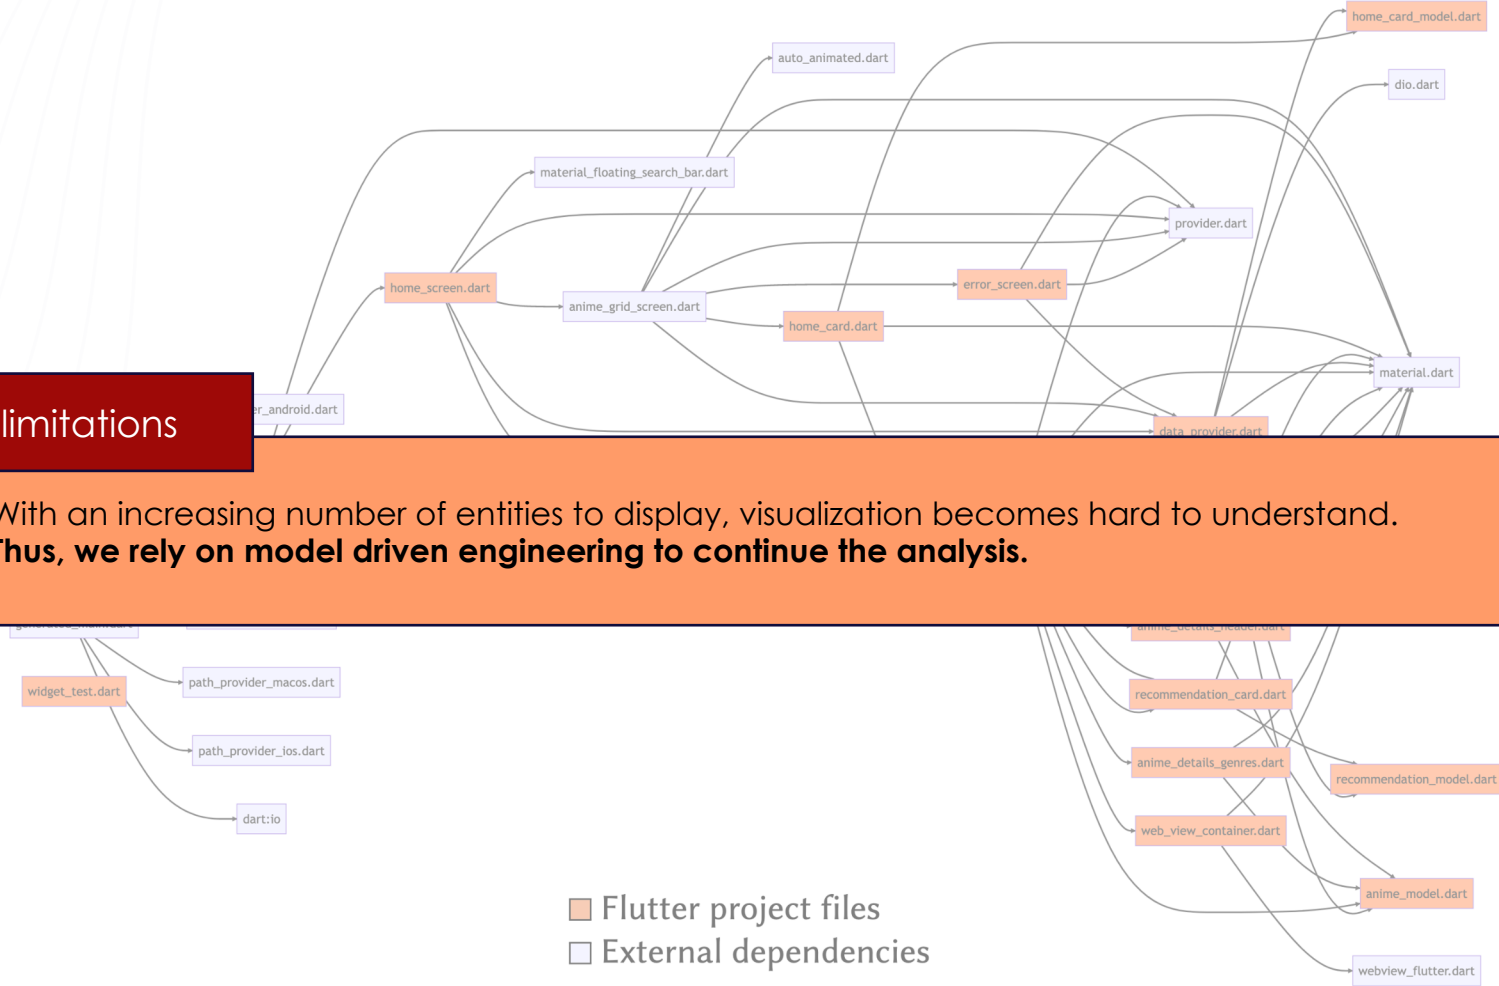 home_card_model.dart
auto_animated.dart
dio.dart
material_floating_search_bar.dart
provider.dart
home_screen.dart
anime_grid_screen.dart
error_screen.dart
home_card.dart
material.dart
er_android.dart
data_provider.dart
limitations
With an increasing number of entities to display, visualization becomes hard to understand.
Thus, we rely on model driven engineering to continue the analysis.
anime_details_header.dart
path_provider_macos.dart
widget_test.dart
recommendation_card.dart
path_provider_ios.dart
anime_details_genres.dart
recommendation_model.dart
dart:io
web_view_container.dart
anime_model.dart
Flutter project files
External dependencies
webview_flutter.dart